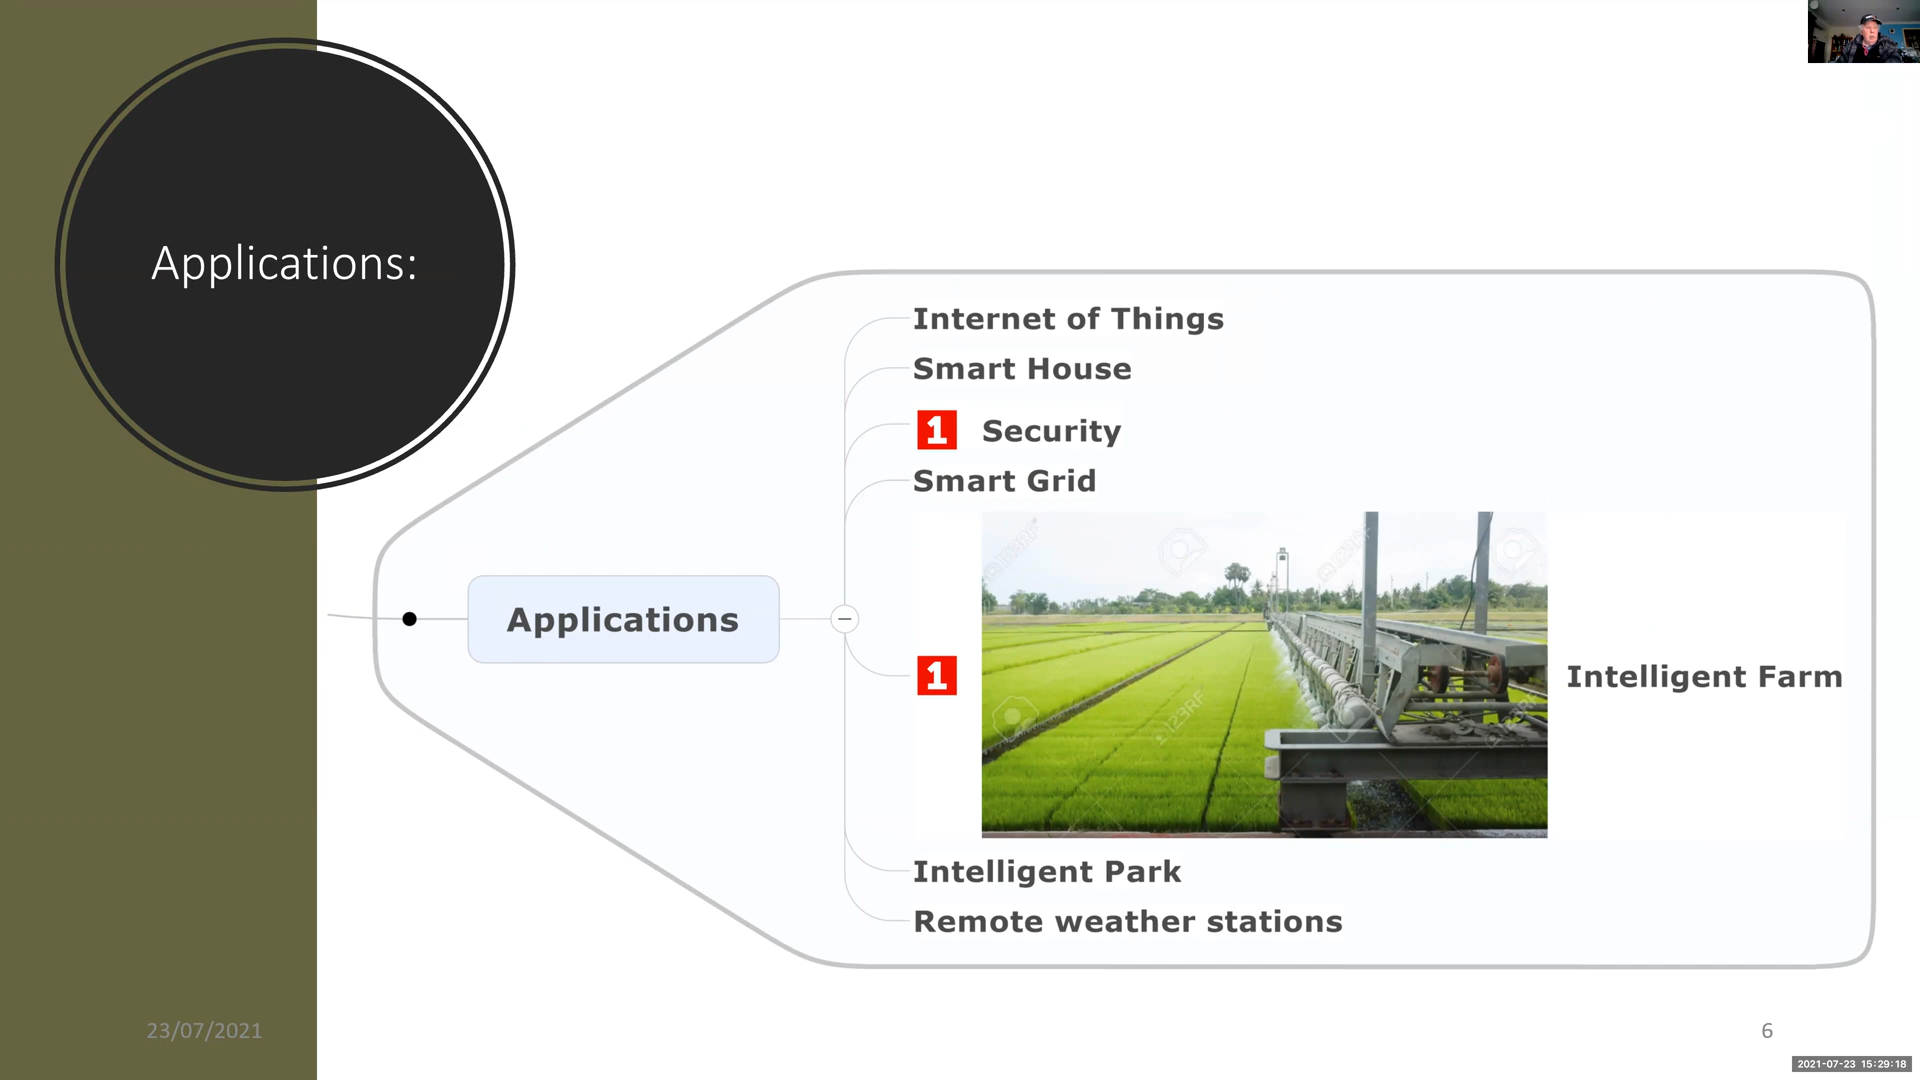 Applications:
Internet of Things
Smart House
1 Security
Smart Grid
Applications
1 Intelligent Farm
123RF
Intelligent Park
Remote weather stations
23/07/2021
6
2021-07-23 15:29:18